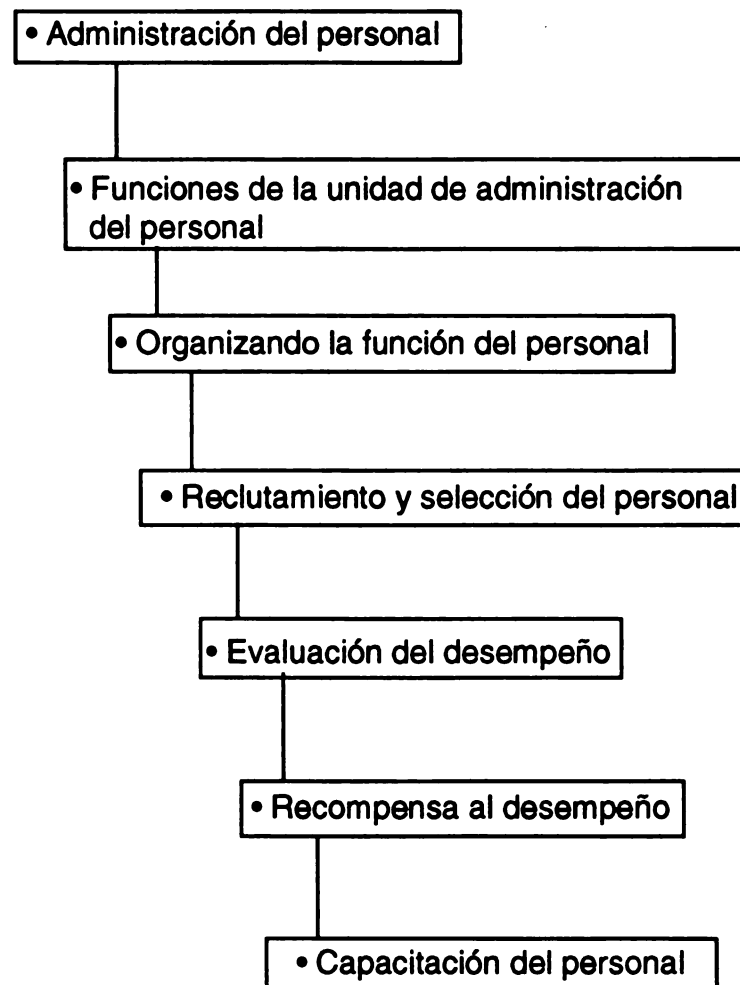 • Administración del personal
• Funciones de la unidad de administración
del personal
• Organizando la función del personal
• Reclutamiento y selección del personal
• Evaluación del desempeño
• Recompensa al desempeño
• Capacitación del personal